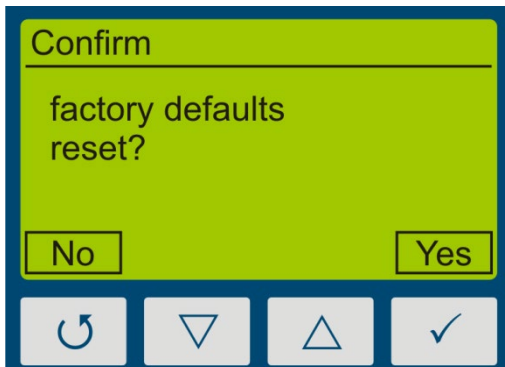 Confirm
factory defaults
reset?
No Yes